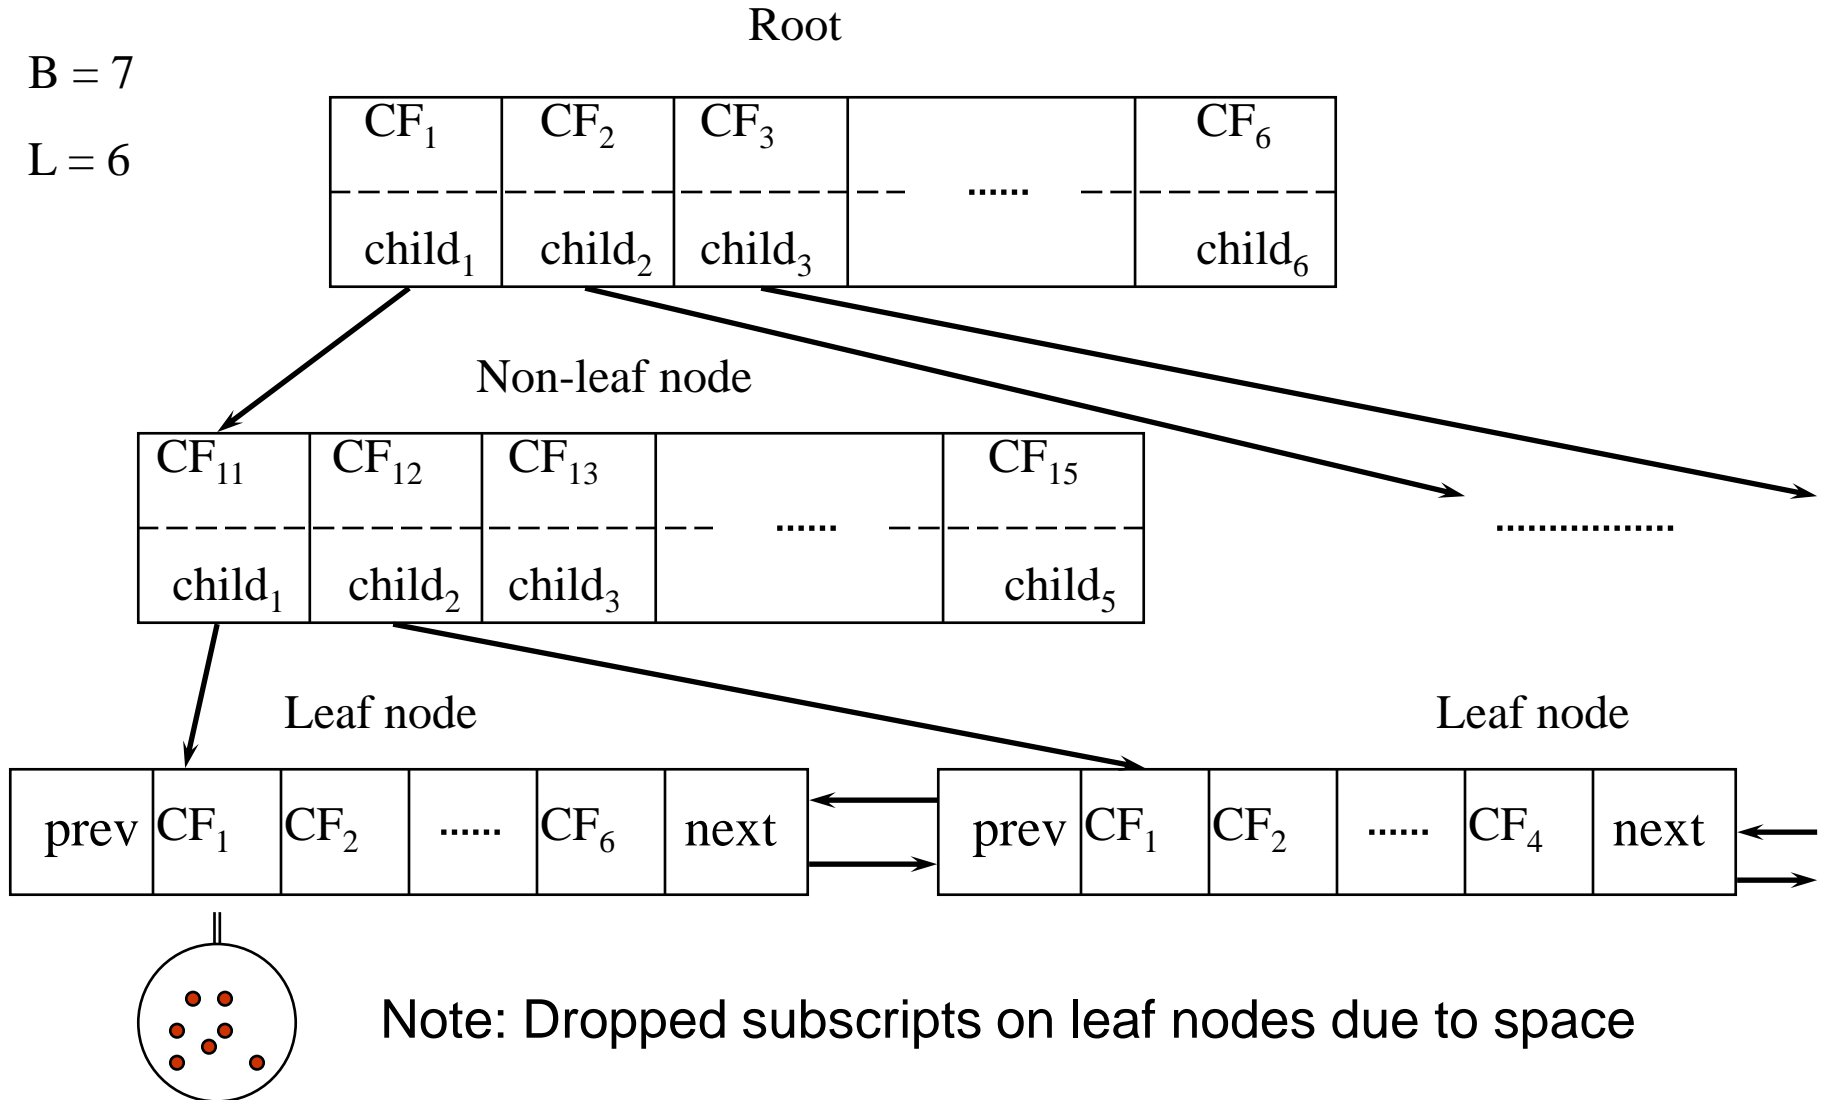 Root
B = 7
L = 6
CF₁ CF₂ CF₃ ...... CF₆
child₁ child₂ child₃ child₆
Non-leaf node
CF₁₁ CF₁₂ CF₁₃ ...... CF₁₅
child₁ child₂ child₃ child₅
Leaf node Leaf node
prev CF₁ CF₂ ...... CF₆ next prev CF₁ CF₂ ...... CF₄ next
Note: Dropped subscripts on leaf nodes due to space